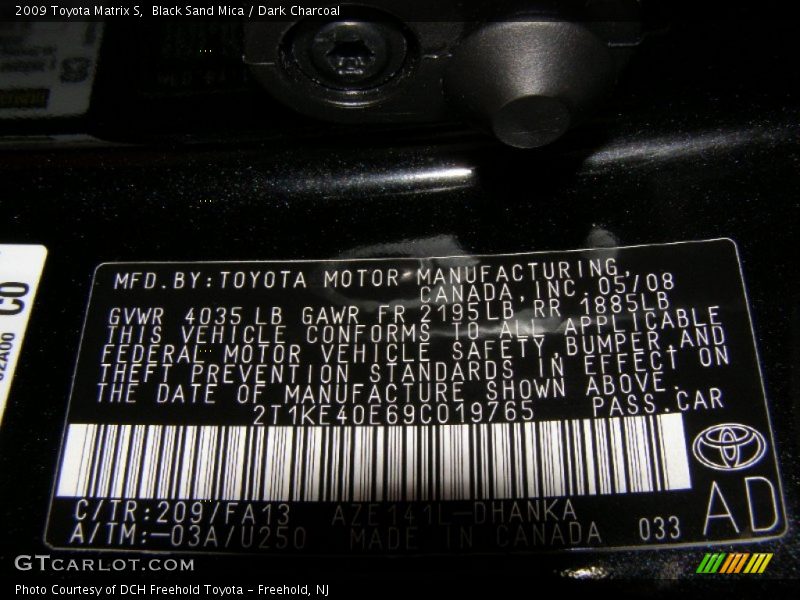 2009 Toyota Matrix S,  Black Sand Mica / Dark Charcoal
CO
02A00
MFD.BY:TOYOTA MOTOR MANUFACTURING,
CANADA,INC.05/08
GVWR 4035LB GAWR FR 2195LB RR 1885LB
THIS VEHICLE CONFORMS TO ALL APPLICABLE
FEDERAL MOTOR VEHICLE SAFETY,BUMPER,AND
THEFT PREVENTION STANDARDS IN EFFECT ON
THE DATE OF MANUFACTURE SHOWN ABOVE.
2T1KE40E69C019765 PASS.CAR
C/TR:209/FA13 AZE141L-DHANKA
A/TM:-03A/U250 MADE IN CANADA 033
AD
GTCARLOT.COM
Photo Courtesy of DCH Freehold Toyota - Freehold, NJ